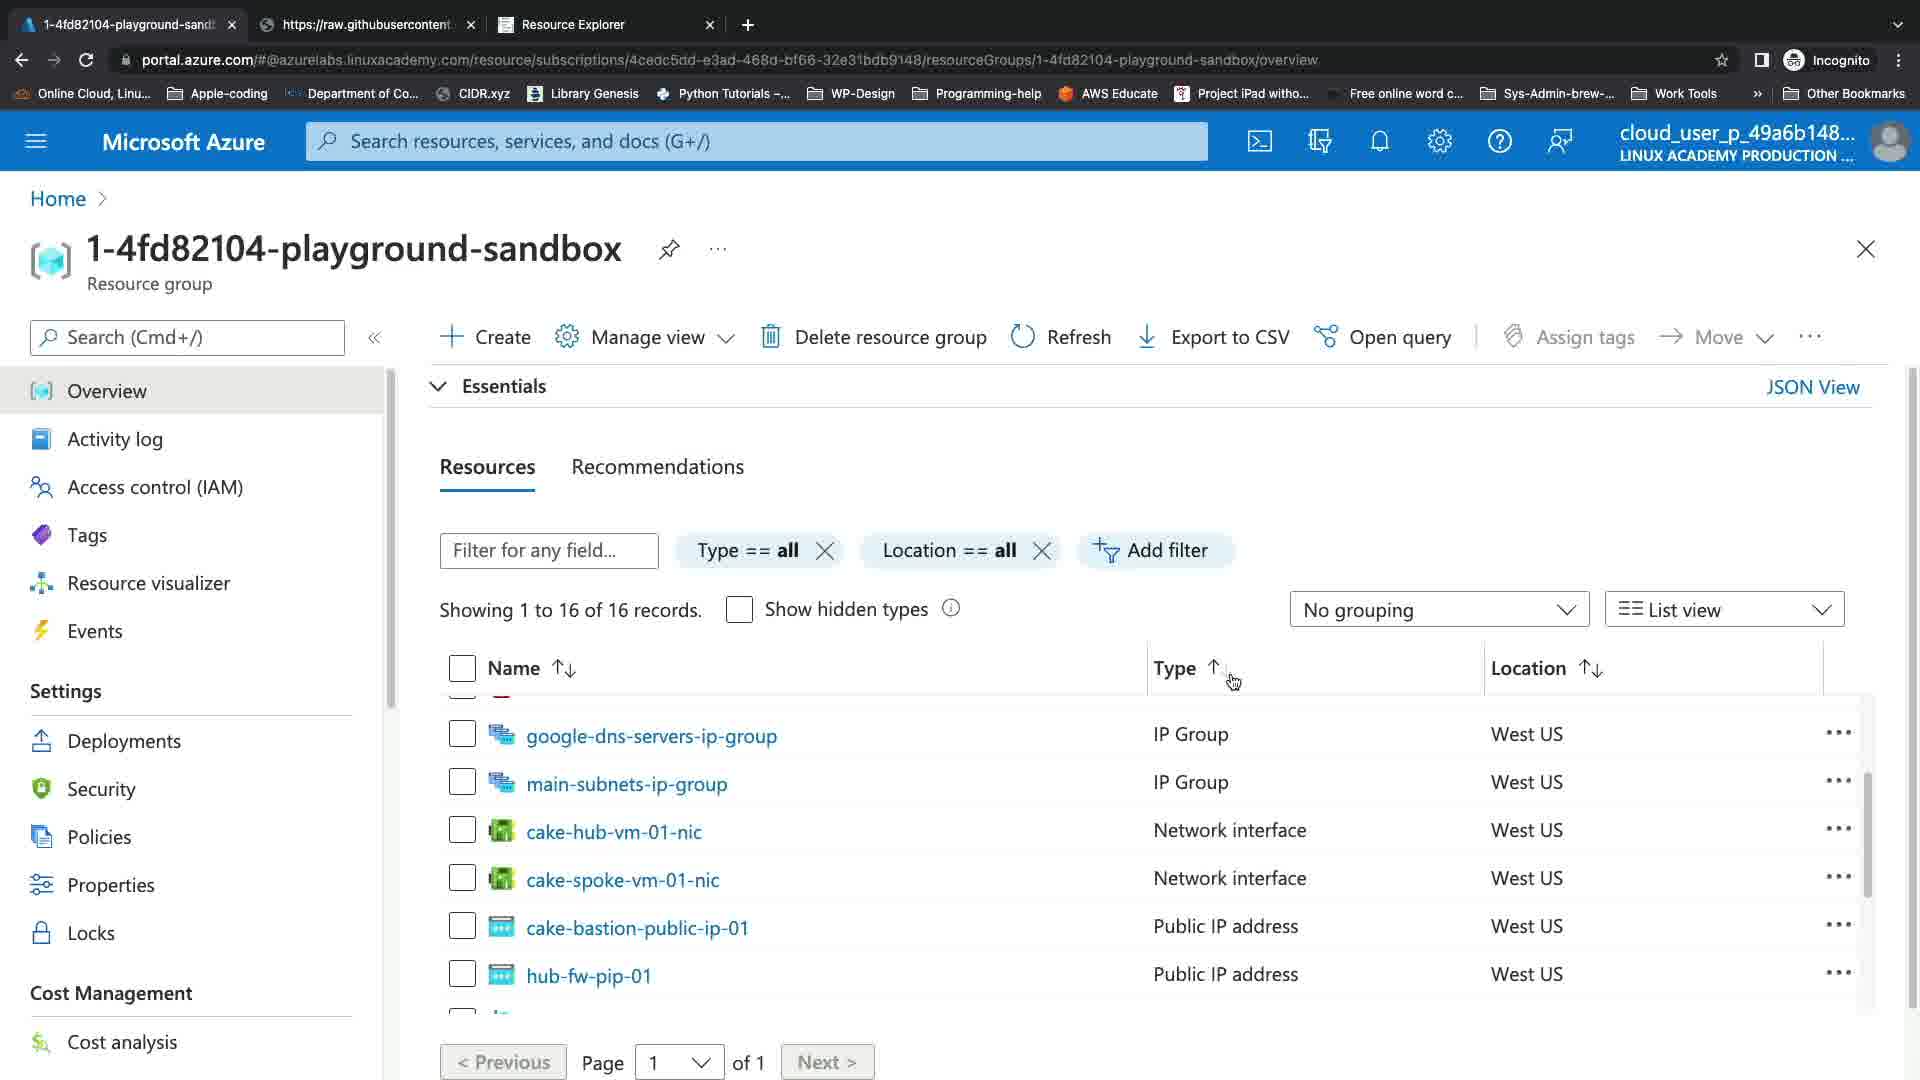 1-4fd82104-playground-sandb
https://raw.githubusercontent.
Resource Explorer
portal.azure.com/#@azurelabs.linuxacademy.com/resource/subscriptions/4cedc5dd-e3ad-468d-bf66-32e31bdb9148/resourceGroups/1-4fd82104-playground-sandbox/overview
Incognito
Online Cloud, Linu...
Apple-coding
Department of Co...
CIDR.xyz
Library Genesis
Python Tutorials –...
WP-Design
Programming-help
AWS Educate
Project iPad witho...
Free online word c...
Sys-Admin-brew-...
Work Tools
»
Other Bookmarks
Microsoft Azure
Search resources, services, and docs (G+/)
cloud_user_p_49a6b148...
LINUX ACADEMY PRODUCTION ...
Home
1-4fd82104-playground-sandbox
...
Resource group
Search (Cmd+/)
«
Create
Manage view
Delete resource group
Refresh
Export to CSV
Open query
Assign tags
Move
...
Overview
Activity log
Access control (IAM)
Tags
Resource visualizer
Events
Settings
Deployments
Security
Policies
Properties
Locks
Cost Management
Cost analysis
Essentials
JSON View
Resources
Recommendations
Filter for any field...
Type == all
Location == all
Add filter
Showing 1 to 16 of 16 records.
Show hidden types
No grouping
List view
Name
Type
Location
google-dns-servers-ip-group
IP Group
West US
...
main-subnets-ip-group
IP Group
West US
...
cake-hub-vm-01-nic
Network interface
West US
...
cake-spoke-vm-01-nic
Network interface
West US
...
cake-bastion-public-ip-01
Public IP address
West US
...
hub-fw-pip-01
Public IP address
West US
...
< Previous
Page
1
of 1
Next >